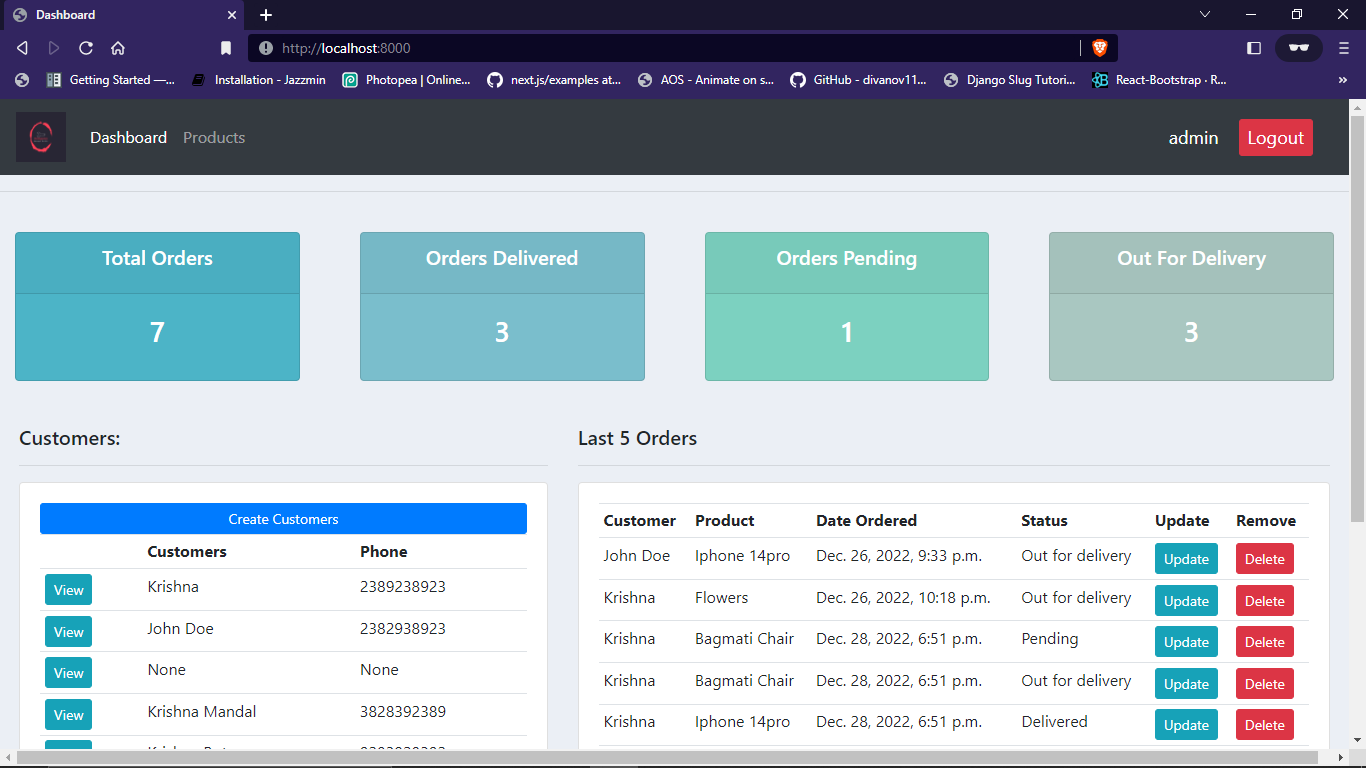 Dashboard
http://localhost:8000
Getting Started —... Installation - Jazzmin Photopea | Online... next.js/examples at... AOS - Animate on s... GitHub - divanov11... Django Slug Tutori... React-Bootstrap · R... »
Dashboard Products admin Logout
Total Orders Orders Delivered Orders Pending Out For Delivery
7 3 1 3
Customers:
Create Customers
Customers Phone
View Krishna 2389238923
View John Doe 2382938923
View None None
View Krishna Mandal 3828392389
Last 5 Orders
Customer Product Date Ordered Status Update Remove
John Doe Iphone 14pro Dec. 26, 2022, 9:33 p.m. Out for delivery Update Delete
Krishna Flowers Dec. 26, 2022, 10:18 p.m. Out for delivery Update Delete
Krishna Bagmati Chair Dec. 28, 2022, 6:51 p.m. Pending Update Delete
Krishna Bagmati Chair Dec. 28, 2022, 6:51 p.m. Out for delivery Update Delete
Krishna Iphone 14pro Dec. 28, 2022, 6:51 p.m. Delivered Update Delete